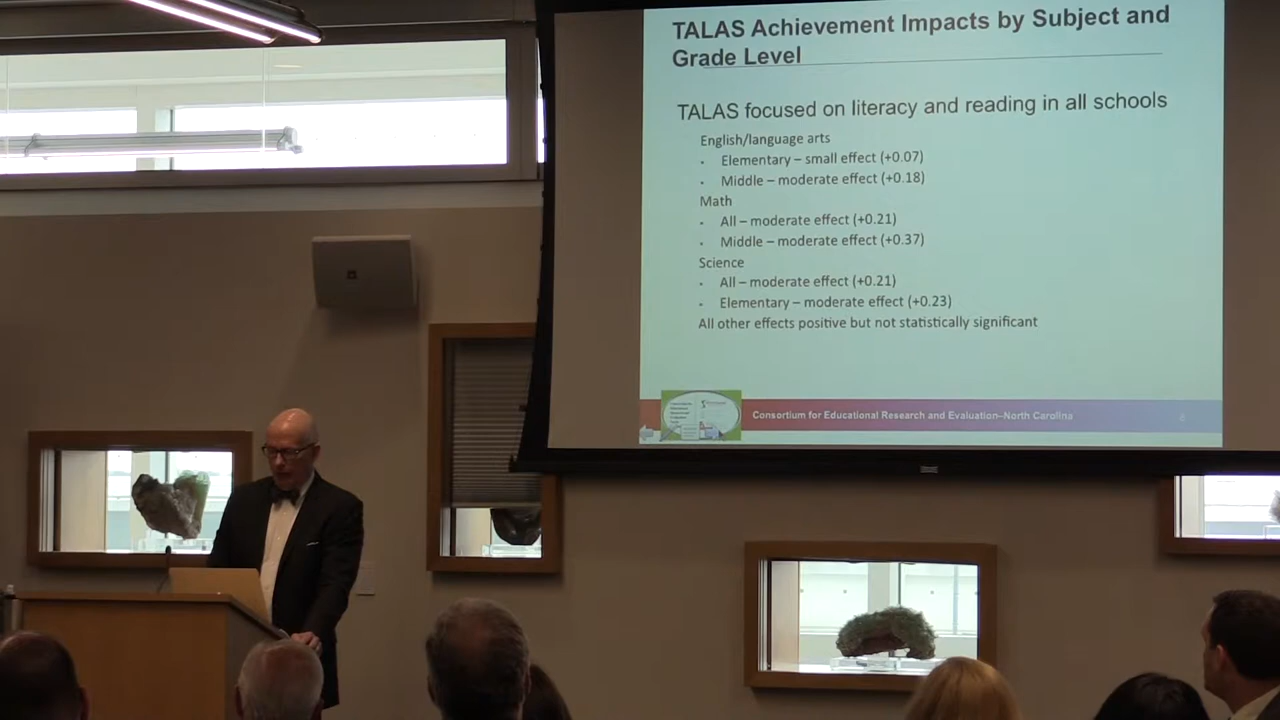 TALAS Achievement Impacts by Subject and
Grade Level
TALAS focused on literacy and reading in all schools
English/language arts
• Elementary – small effect (+0.07)
• Middle – moderate effect (+0.18)
Math
• All – moderate effect (+0.21)
• Middle – moderate effect (+0.37)
Science
• All – moderate effect (+0.21)
• Elementary – moderate effect (+0.23)
All other effects positive but not statistically significant
Consortium for Educational Research and Evaluation–North Carolina